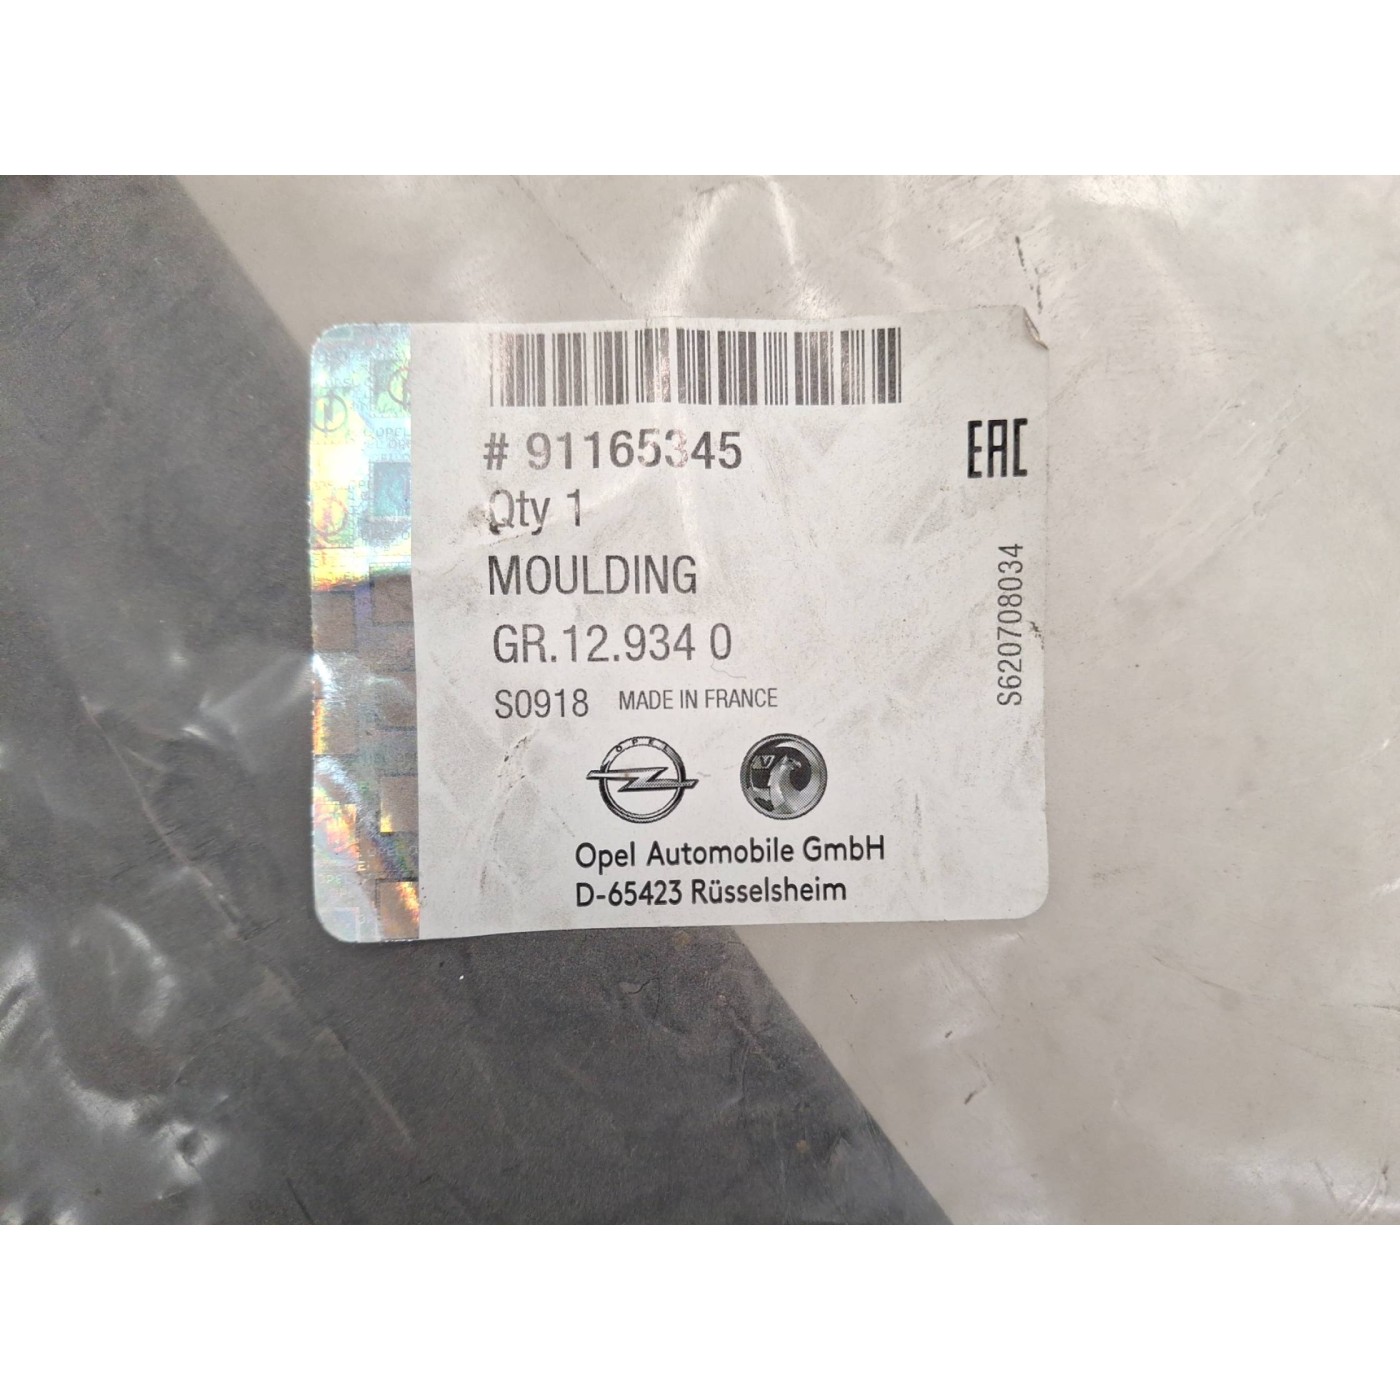 # 91165345
EAC
Qty 1
MOULDING
GR.12.934 0
S0918 MADE IN FRANCE
S620708034
OPEL
Opel Automobile GmbH
D-65423 Rüsselsheim